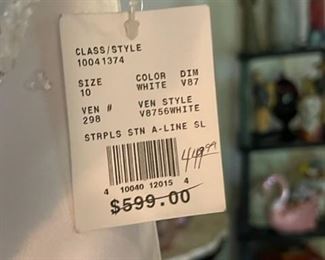 CLASS/STYLE
10041374
SIZE COLOR DIM
10 WHITE V87
VEN # VEN STYLE
298 V8756WHITE
STRPLS STN A-LINE SL
449.99
4 10040 12015 4
$599.00